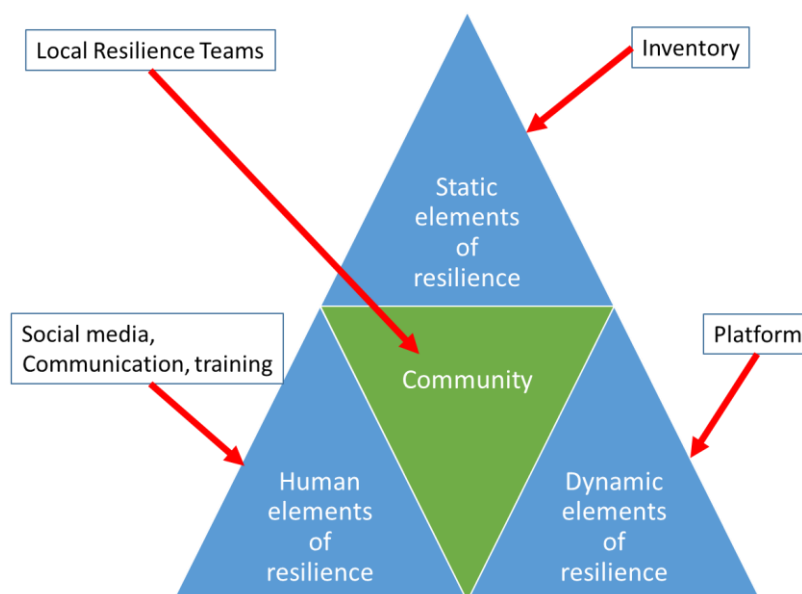 Local Resilience Teams
Inventory
Static
elements
of
resilience
Social media,
Communication, training
Platform
Community
Human
elements
of
resilience
Dynamic
elements
of
resilience